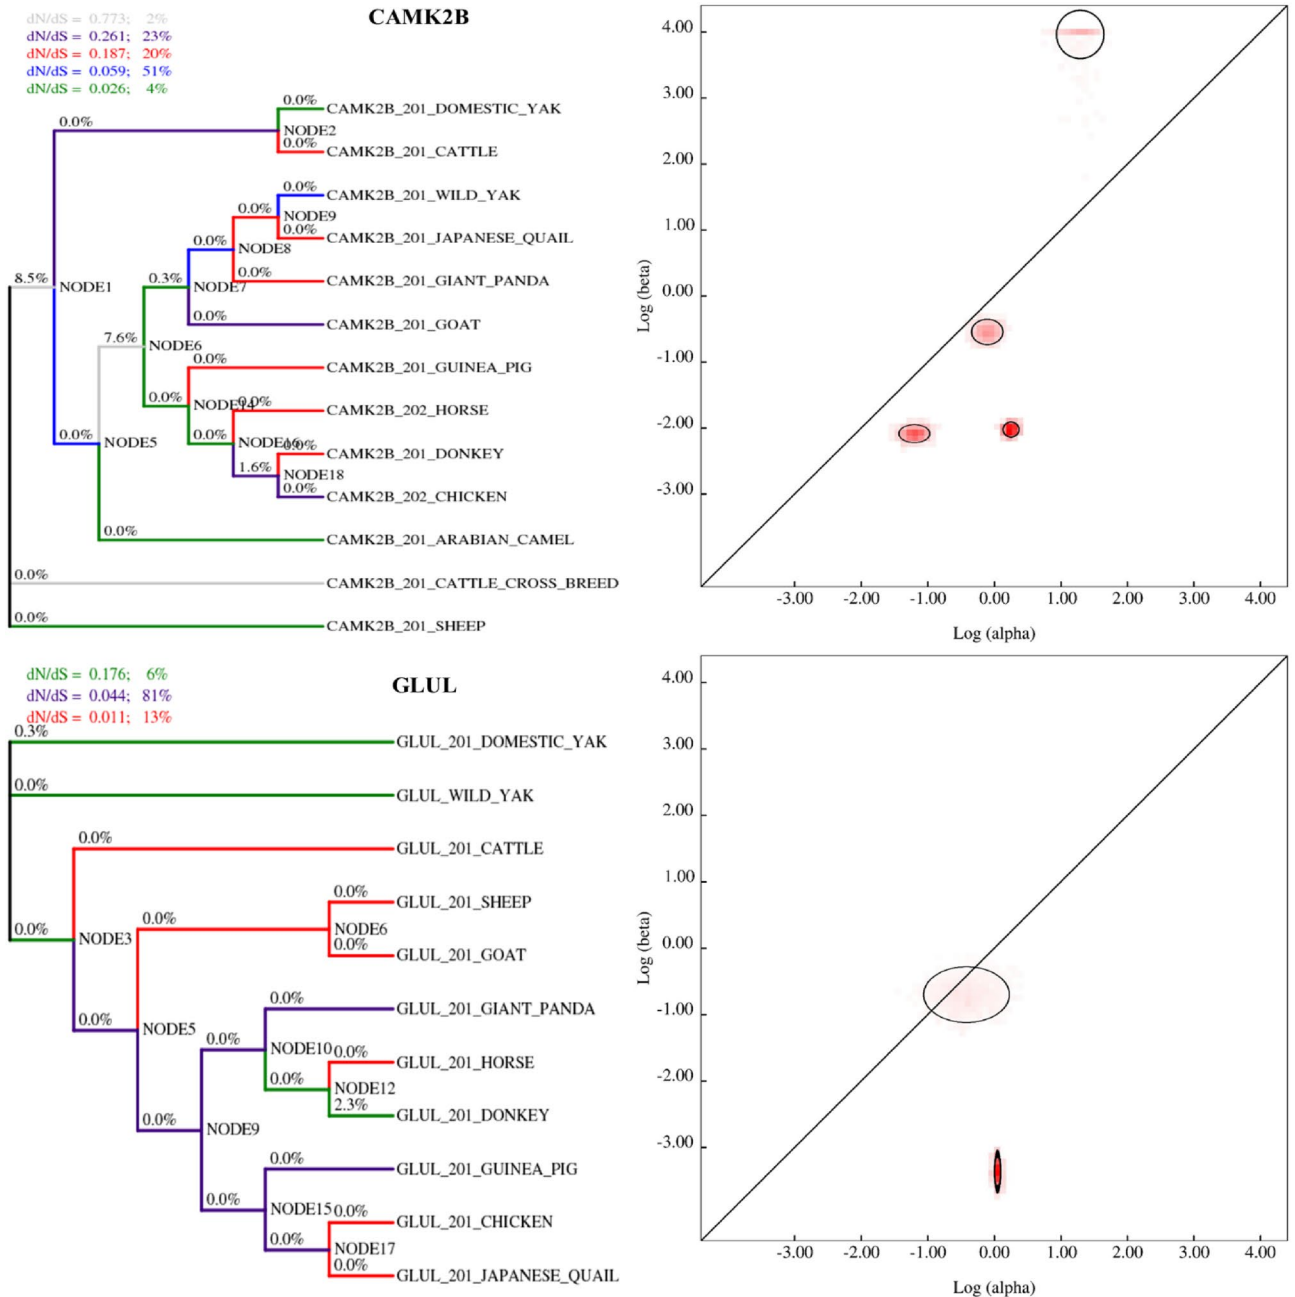 CAMK2B
dN/dS = 0.773; 2%
dN/dS = 0.261; 23%
dN/dS = 0.187; 20%
dN/dS = 0.059; 51%
dN/dS = 0.026; 4%
0.0%
CAMK2B_201_DOMESTIC_YAK
0.0%
NODE2
0.0%
CAMK2B_201_CATTLE
0.0%
CAMK2B_201_WILD_YAK
0.0%
NODE9
0.0%
CAMK2B_201_JAPANESE_QUAIL
0.0%
NODE8
0.0%
CAMK2B_201_GIANT_PANDA
8.5%
NODE1
0.3%
NODE7
0.0%
CAMK2B_201_GOAT
7.6%
NODE6
0.0%
CAMK2B_201_GUINEA_PIG
0.0%
NODE14
0.0%
CAMK2B_202_HORSE
0.0%
NODE5
0.0%
NODE16
0.0%
CAMK2B_201_DONKEY
1.6%
NODE18
0.0%
CAMK2B_202_CHICKEN
0.0%
CAMK2B_201_ARABIAN_CAMEL
0.0%
CAMK2B_201_CATTLE_CROSS_BREED
0.0%
CAMK2B_201_SHEEP
4.00
3.00
2.00
1.00
0.00
-1.00
-2.00
-3.00
Log (beta)
-3.00 -2.00 -1.00 0.00 1.00 2.00 3.00 4.00
Log (alpha)
GLUL
dN/dS = 0.176; 6%
dN/dS = 0.044; 81%
dN/dS = 0.011; 13%
0.3%
GLUL_201_DOMESTIC_YAK
0.0%
GLUL_WILD_YAK
0.0%
GLUL_201_CATTLE
0.0%
GLUL_201_SHEEP
0.0%
NODE6
0.0%
NODE3
0.0%
GLUL_201_GOAT
0.0%
GLUL_201_GIANT_PANDA
0.0%
NODE5
0.0%
NODE10
0.0%
GLUL_201_HORSE
0.0%
NODE12
2.3%
GLUL_201_DONKEY
0.0%
NODE9
0.0%
GLUL_201_GUINEA_PIG
0.0%
NODE15
0.0%
GLUL_201_CHICKEN
0.0%
NODE17
0.0%
GLUL_201_JAPANESE_QUAIL
4.00
3.00
2.00
1.00
0.00
-1.00
-2.00
-3.00
Log (beta)
-3.00 -2.00 -1.00 0.00 1.00 2.00 3.00 4.00
Log (alpha)